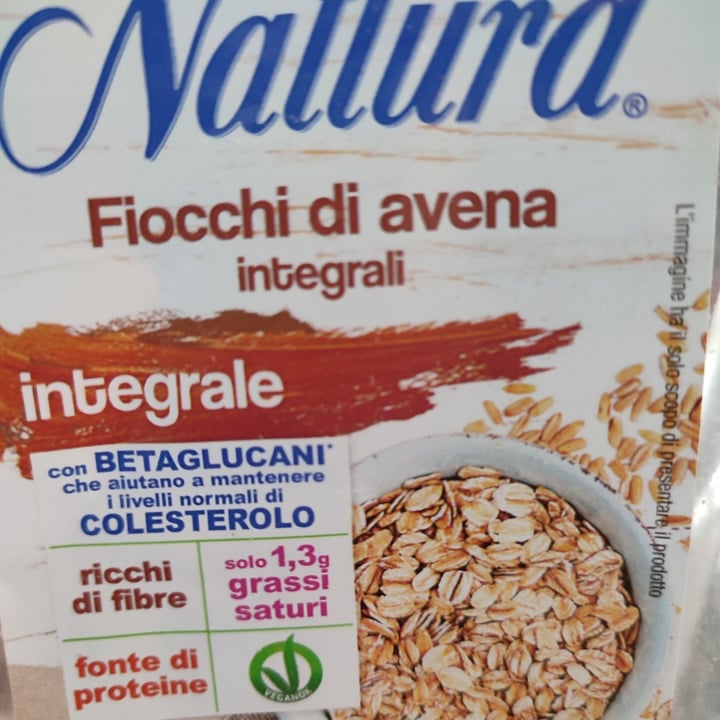 Nattura®
Fiocchi di avena
integrali
integrale
con BETAGLUCANI*
che aiutano a mantenere
i livelli normali di
COLESTEROLO
ricchi
di fibre
solo 1,3g
grassi
saturi
fonte di
proteine
VEGANOK
L'immagine ha il solo scopo di presentare il prodotto